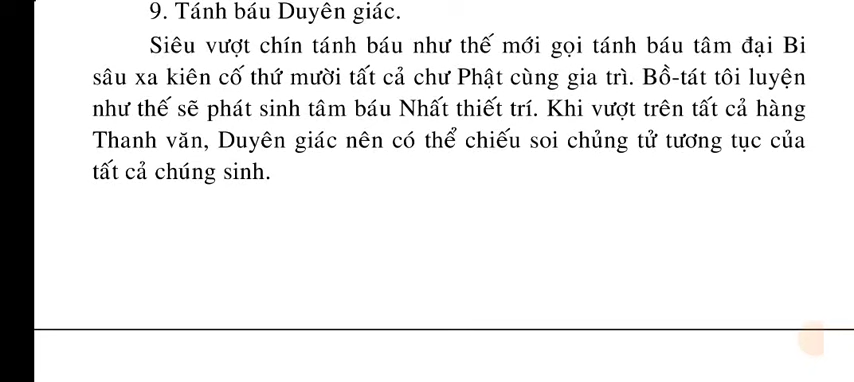 9. Tánh báu Duyên giác.
Siêu vượt chín tánh báu như thế mới gọi tánh báu tâm đại Bi
sâu xa kiên cố thứ mười tất cả chư Phật cùng gia trì. Bồ-tát tôi luyện
như thế sẽ phát sinh tâm báu Nhất thiết trí. Khi vượt trên tất cả hàng
Thanh văn, Duyên giác nên có thể chiếu soi chủng tử tương tục của
tất cả chúng sinh.